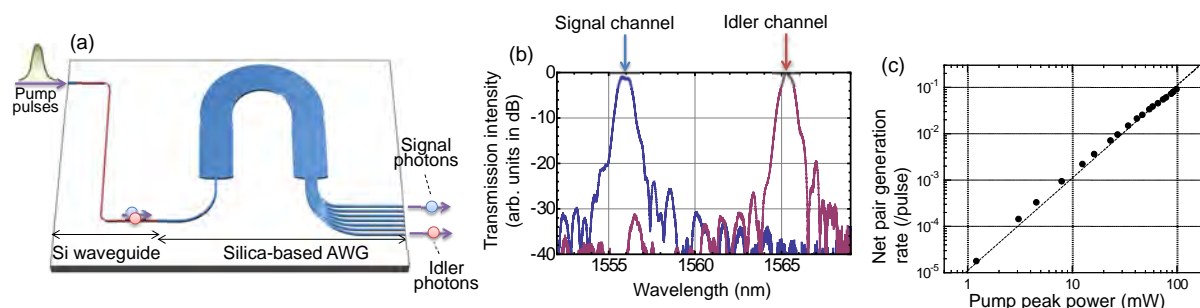 (a)
Pump
pulses
Signal
photons
Idler
photons
Si waveguide
Silica-based AWG
Signal channel
Idler channel
(b)
Transmission intensity
(arb. units in dB)
0
-10
-20
-30
-40
1555
1560
1565
Wavelength (nm)
(c)
Net pair generation
rate (/pulse)
10-1
10-2
10-3
10-4
10-5
1
10
100
Pump peak power (mW)